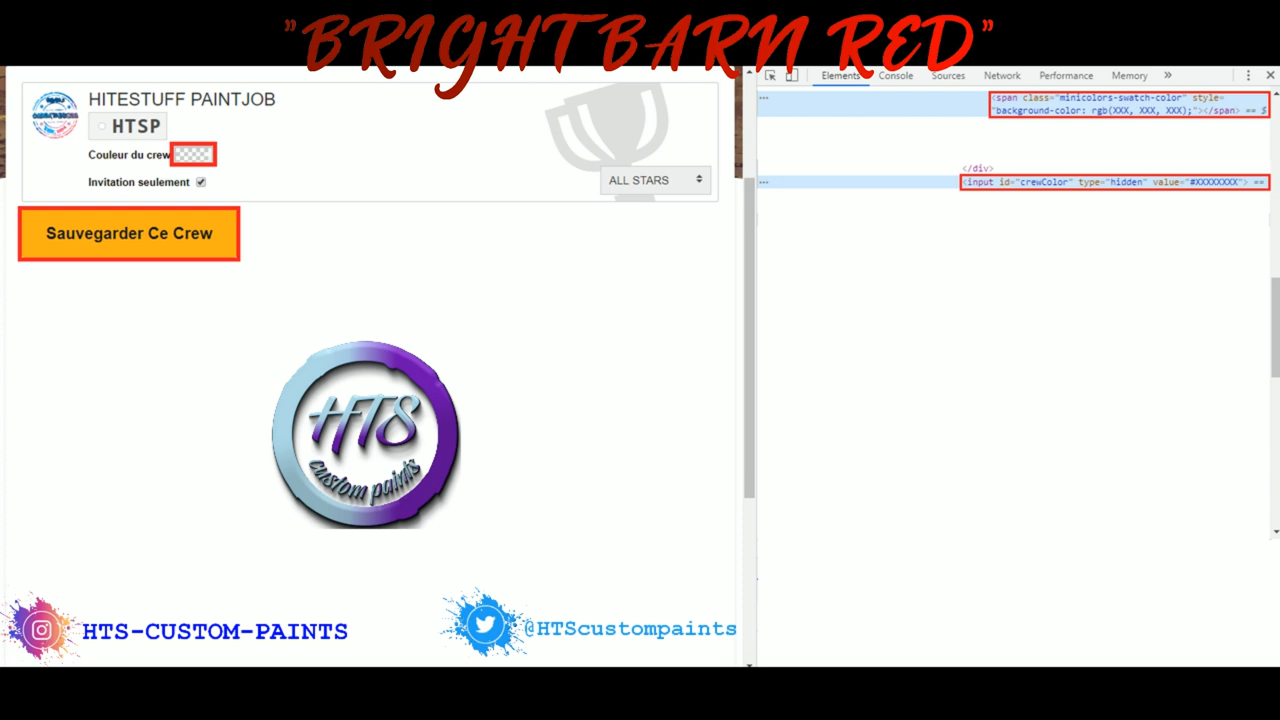 "BRIGHT BARN RED"
HITESTUFF PAINTJOB
HTSP
Couleur du crew
Invitation seulement
ALL STARS
Sauvegarder Ce Crew
HTS
custom paints
HTS-CUSTOM-PAINTS
@HTScustompaints
Elements Console Sources Network Performance Memory »
<span class="minicolors-swatch-color" style=
"background-color: rgb(XXX, XXX, XXX);"></span> == $
</div>
<input id="crewColor" type="hidden" value="#XXXXXXXX"> ==